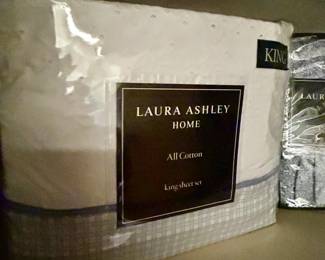 KING
LAURA ASHLEY
HOME
All Cotton
king sheet set
LAUR